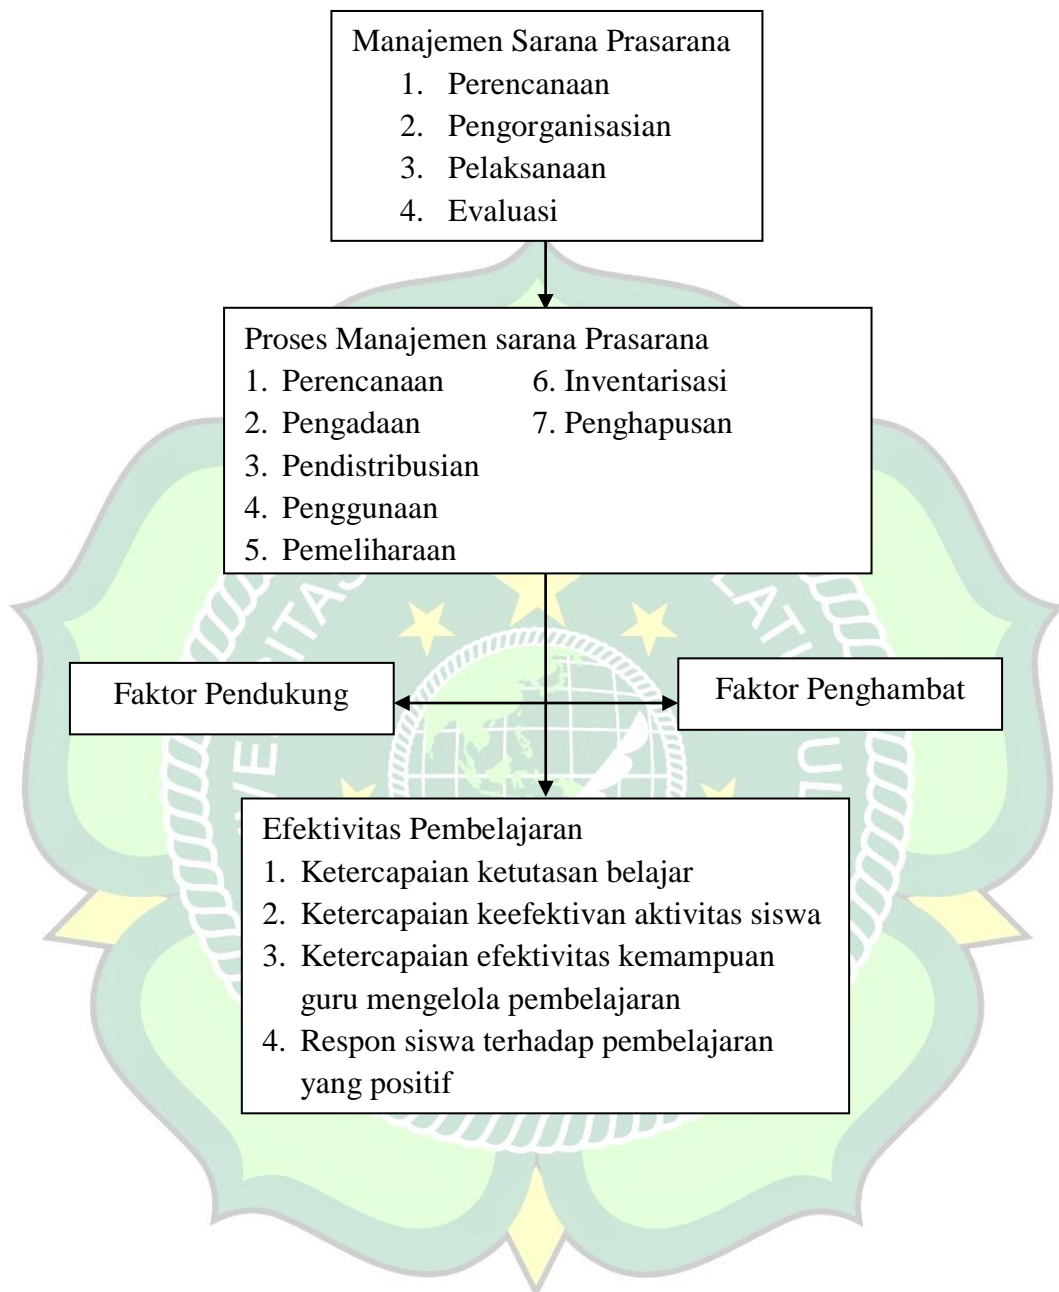 Manajemen Sarana Prasarana
1. Perencanaan
2. Pengorganisasian
3. Pelaksanaan
4. Evaluasi
Proses Manajemen sarana Prasarana
1. Perencanaan
2. Pengadaan
3. Pendistribusian
4. Penggunaan
5. Pemeliharaan
6. Inventarisasi
7. Penghapusan
Faktor Pendukung
Faktor Penghambat
Efektivitas Pembelajaran
1. Ketercapaian ketutasan belajar
2. Ketercapaian keefektivan aktivitas siswa
3. Ketercapaian efektivitas kemampuan
guru mengelola pembelajaran
4. Respon siswa terhadap pembelajaran
yang positif